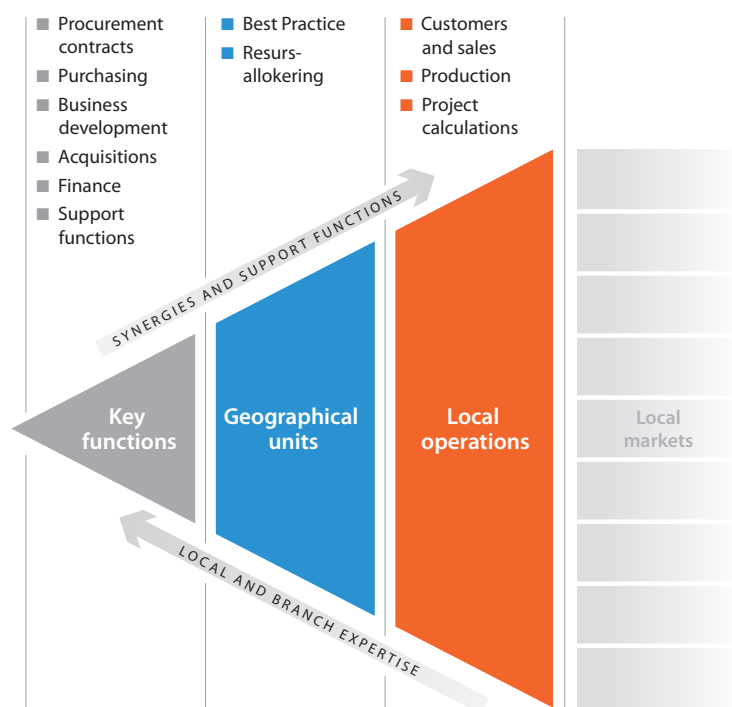 Procurement
contracts
Purchasing
Business
development
Acquisitions
Finance
Support
functions
Best Practice
Resurs-
allokering
Customers
and sales
Production
Project
calculations
SYNERGIES AND SUPPORT FUNCTIONS
Key
functions
Geographical
units
Local
operations
Local
markets
LOCAL AND BRANCH EXPERTISE